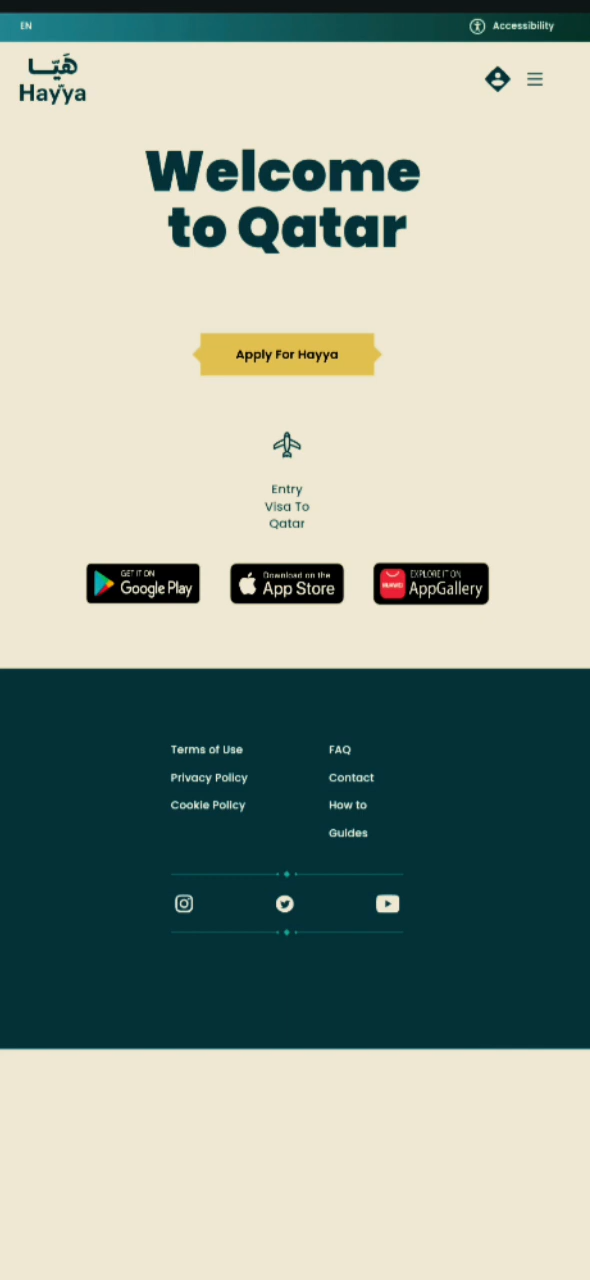 EN
Accessibility
هَيّا
Hayya
Welcome
to Qatar
Apply For Hayya
Entry
Visa To
Qatar
GET IT ON
Google Play
Download on the
App Store
EXPLORE IT ON
AppGallery
HUAWEI
Terms of Use
FAQ
Privacy Policy
Contact
Cookie Policy
How to
Guides